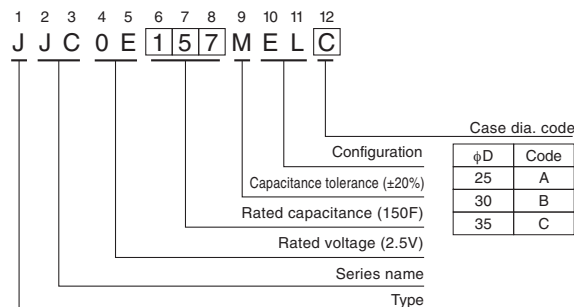 1 2 3 4 5 6 7 8 9 10 11 12
J J C 0 E 1 5 7 M E L C
Case dia. code
Configuration
Capacitance tolerance (±20%)
Rated capacitance (150F)
Rated voltage (2.5V)
Series name
Type
φD Code
25 A
30 B
35 C